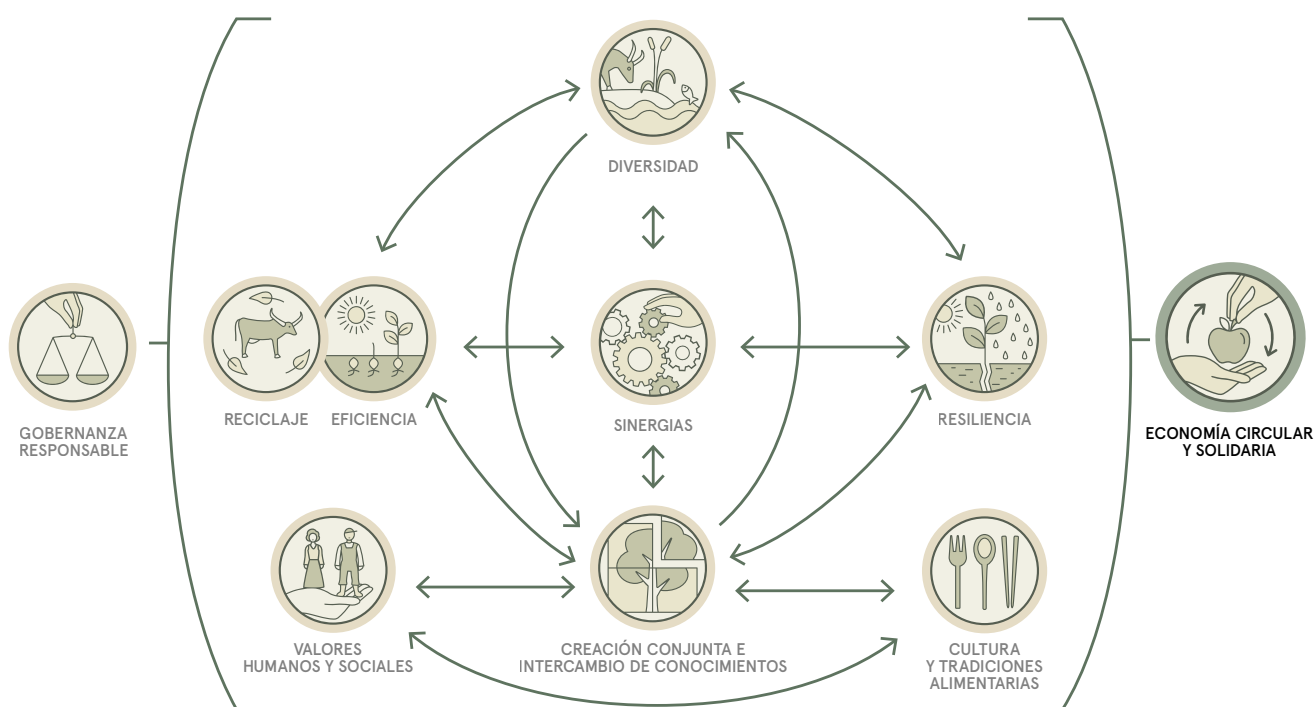 DIVERSIDAD
GOBERNANZA
RESPONSABLE
RECICLAJE
EFICIENCIA
SINERGIAS
RESILIENCIA
ECONOMÍA CIRCULAR
Y SOLIDARIA
VALORES
HUMANOS Y SOCIALES
CREACIÓN CONJUNTA E
INTERCAMBIO DE CONOCIMIENTOS
CULTURA
Y TRADICIONES
ALIMENTARIAS